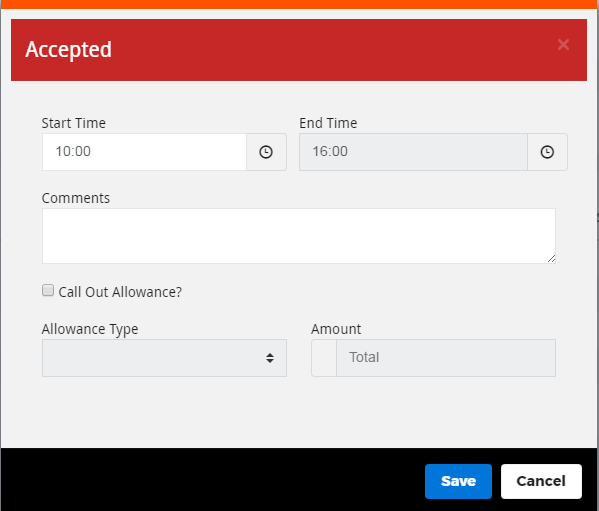 Accepted
×
Start Time End Time
10:00 16:00
Comments
Call Out Allowance?
Allowance Type Amount
Total
Save Cancel